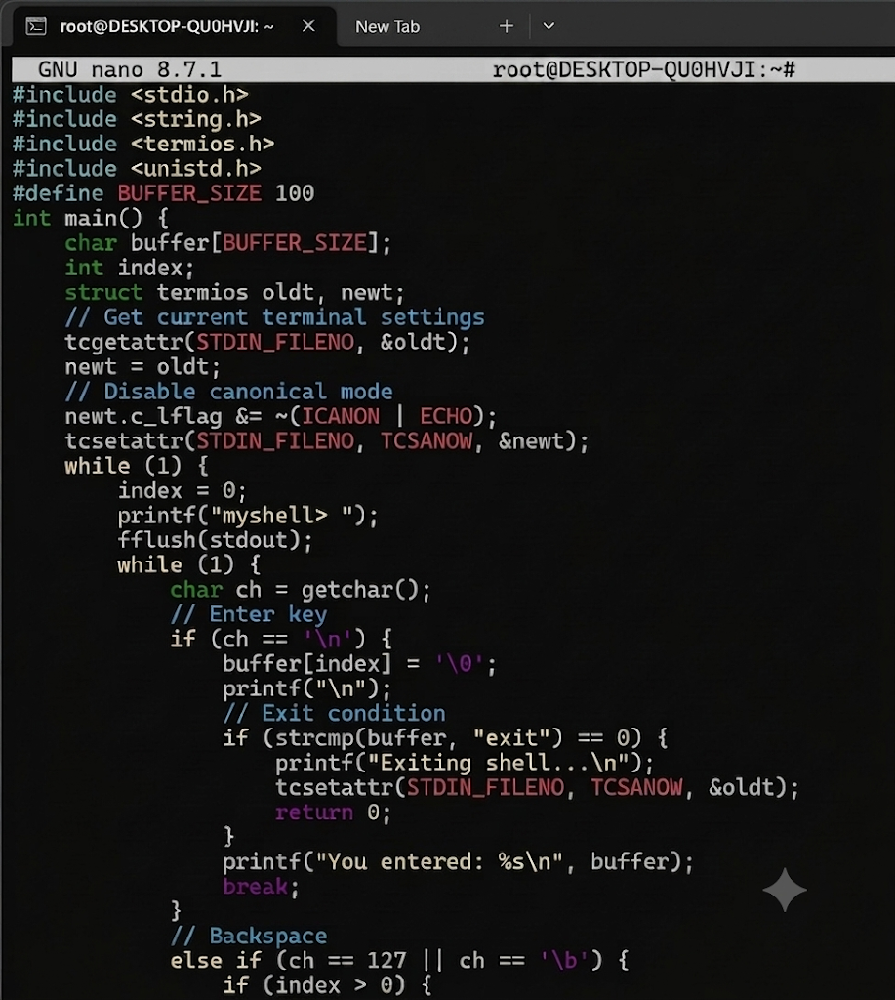 root@DESKTOP-QU0HVJI: ~ New Tab
GNU nano 8.7.1 root@DESKTOP-QU0HVJI:~#
#include <stdio.h>
#include <string.h>
#include <termios.h>
#include <unistd.h>
#define BUFFER_SIZE 100
int main() {
    char buffer[BUFFER_SIZE];
    int index;
    struct termios oldt, newt;
    // Get current terminal settings
    tcgetattr(STDIN_FILENO, &oldt);
    newt = oldt;
    // Disable canonical mode
    newt.c_lflag &= ~(ICANON | ECHO);
    tcsetattr(STDIN_FILENO, TCSANOW, &newt);
    while (1) {
        index = 0;
        printf("myshell> ");
        fflush(stdout);
        while (1) {
            char ch = getchar();
            // Enter key
            if (ch == '\n') {
                buffer[index] = '\0';
                printf("\n");
                // Exit condition
                if (strcmp(buffer, "exit") == 0) {
                    printf("Exiting shell...\n");
                    tcsetattr(STDIN_FILENO, TCSANOW, &oldt);
                    return 0;
                }
                printf("You entered: %s\n", buffer);
                break;
            }
            // Backspace
            else if (ch == 127 || ch == '\b') {
                if (index > 0) {